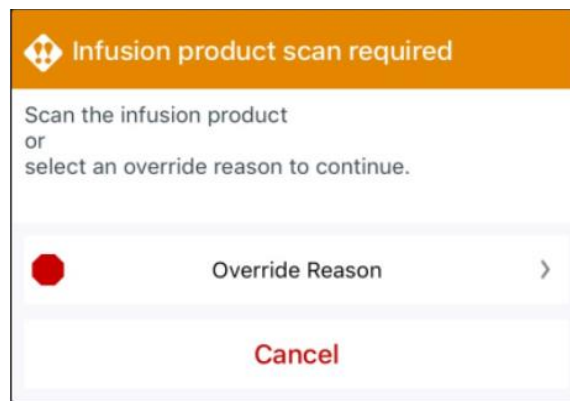 Infusion product scan required
Scan the infusion product
or
select an override reason to continue.
Override Reason
Cancel